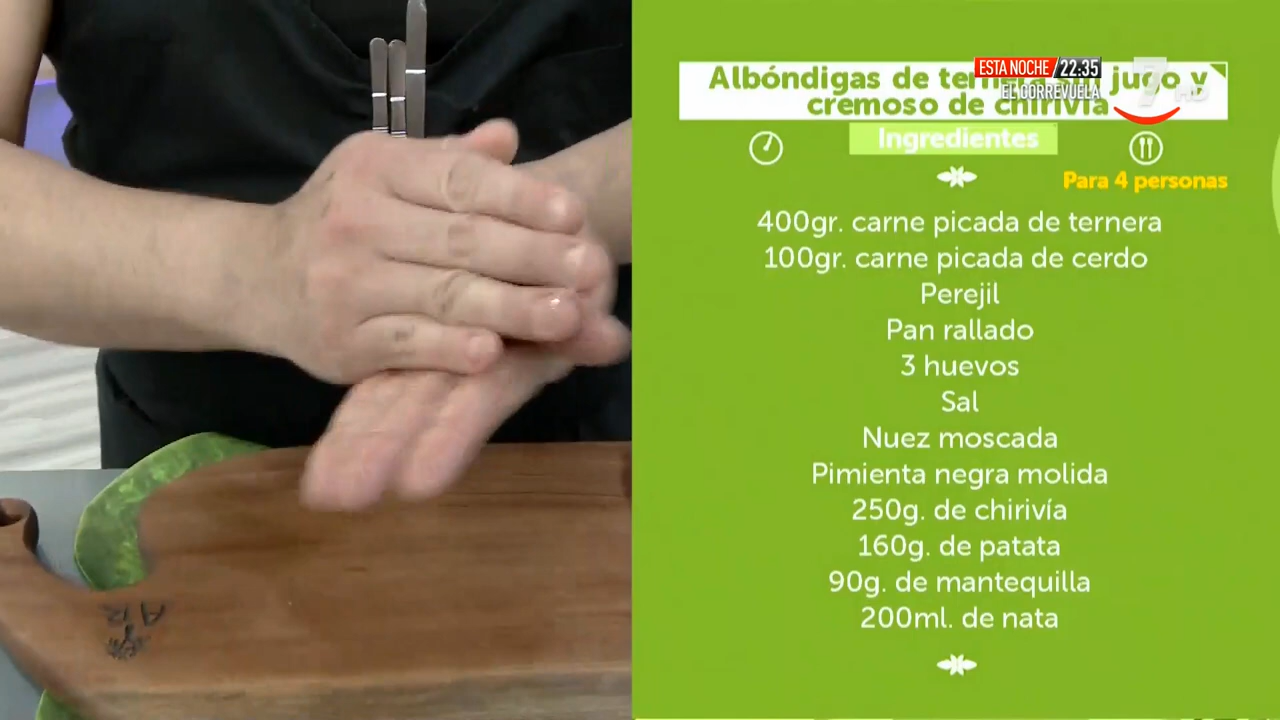 Albóndigas de ternera jugo y
cremoso de chirivía
ESTA NOCHE 22:35
EL CORREVUELA
7 HD
Ingredientes
Para 4 personas
400gr. carne picada de ternera
100gr. carne picada de cerdo
Perejil
Pan rallado
3 huevos
Sal
Nuez moscada
Pimienta negra molida
250g. de chirivía
160g. de patata
90g. de mantequilla
200ml. de nata